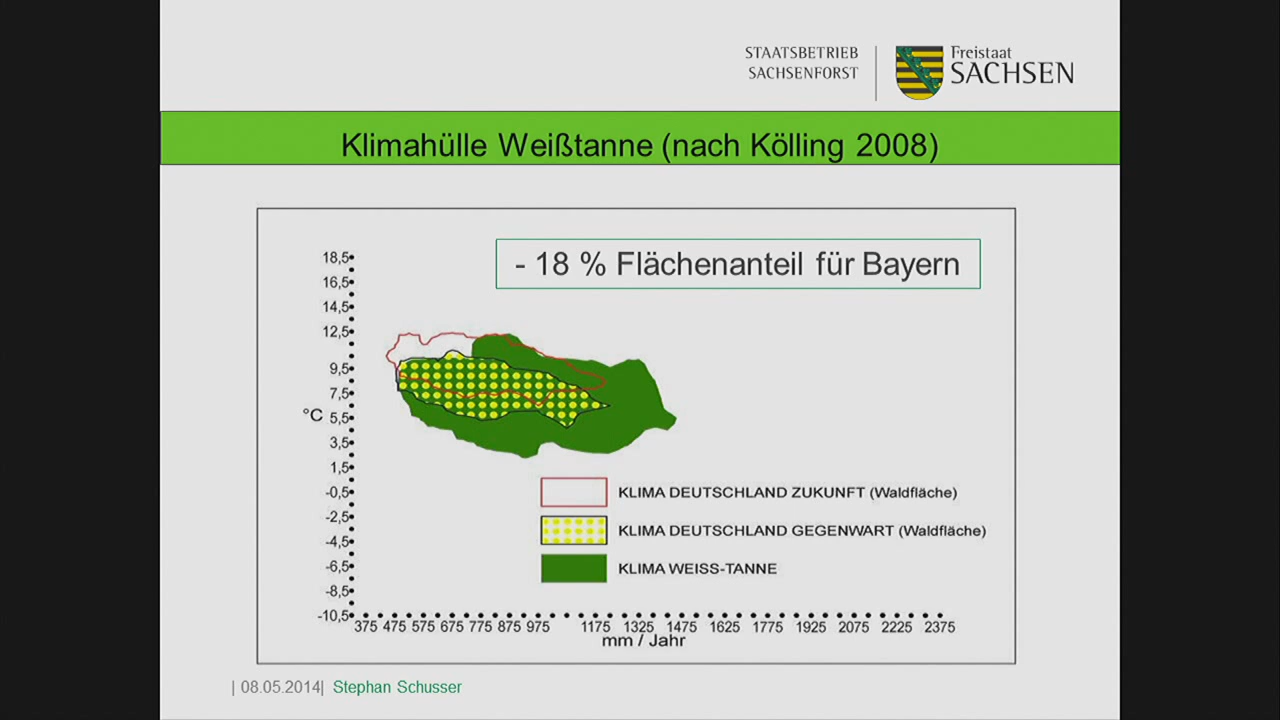 STAATSBETRIEB
SACHSENFORST
Freistaat
SACHSEN
Klimahülle Weißtanne (nach Kölling 2008)
- 18 % Flächenanteil für Bayern
18,5
16,5
14,5
12,5
9,5
7,5
°C
5,5
3,5
1,5
-0,5
-2,5
-4,5
-6,5
-8,5
-10,5
KLIMA DEUTSCHLAND ZUKUNFT (Waldfläche)
KLIMA DEUTSCHLAND GEGENWART (Waldfläche)
KLIMA WEISS-TANNE
375 475 575 675 775 875 975 1175 1325 1475 1625 1775 1925 2075 2225 2375
mm / Jahr
| 08.05.2014| Stephan Schusser